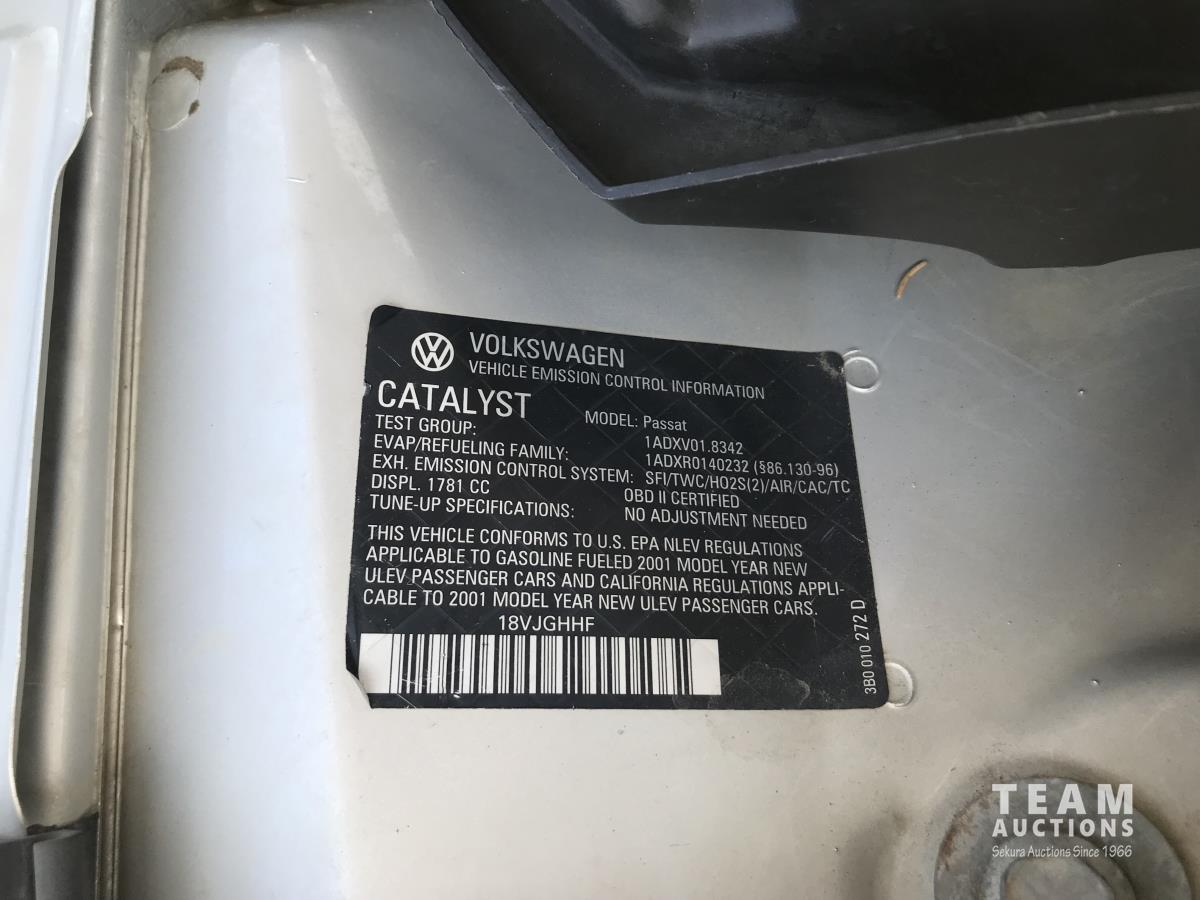 VOLKSWAGEN
VEHICLE EMISSION CONTROL INFORMATION
CATALYST MODEL: Passat
TEST GROUP: 1ADXV01.8342
EVAP/REFUELING FAMILY: 1ADXR0140232 (§86.130-96)
EXH. EMISSION CONTROL SYSTEM: SFI/TWC/HO2S(2)/AIR/CAC/TC
DISPL. 1781 CC OBD II CERTIFIED
TUNE-UP SPECIFICATIONS: NO ADJUSTMENT NEEDED
THIS VEHICLE CONFORMS TO U.S. EPA NLEV REGULATIONS
APPLICABLE TO GASOLINE FUELED 2001 MODEL YEAR NEW
ULEV PASSENGER CARS AND CALIFORNIA REGULATIONS APPLI-
CABLE TO 2001 MODEL YEAR NEW ULEV PASSENGER CARS.
18VJGHHF
3B0 010 272 D
TEAM
AUCTIONS
Sekura Auctions Since 1966